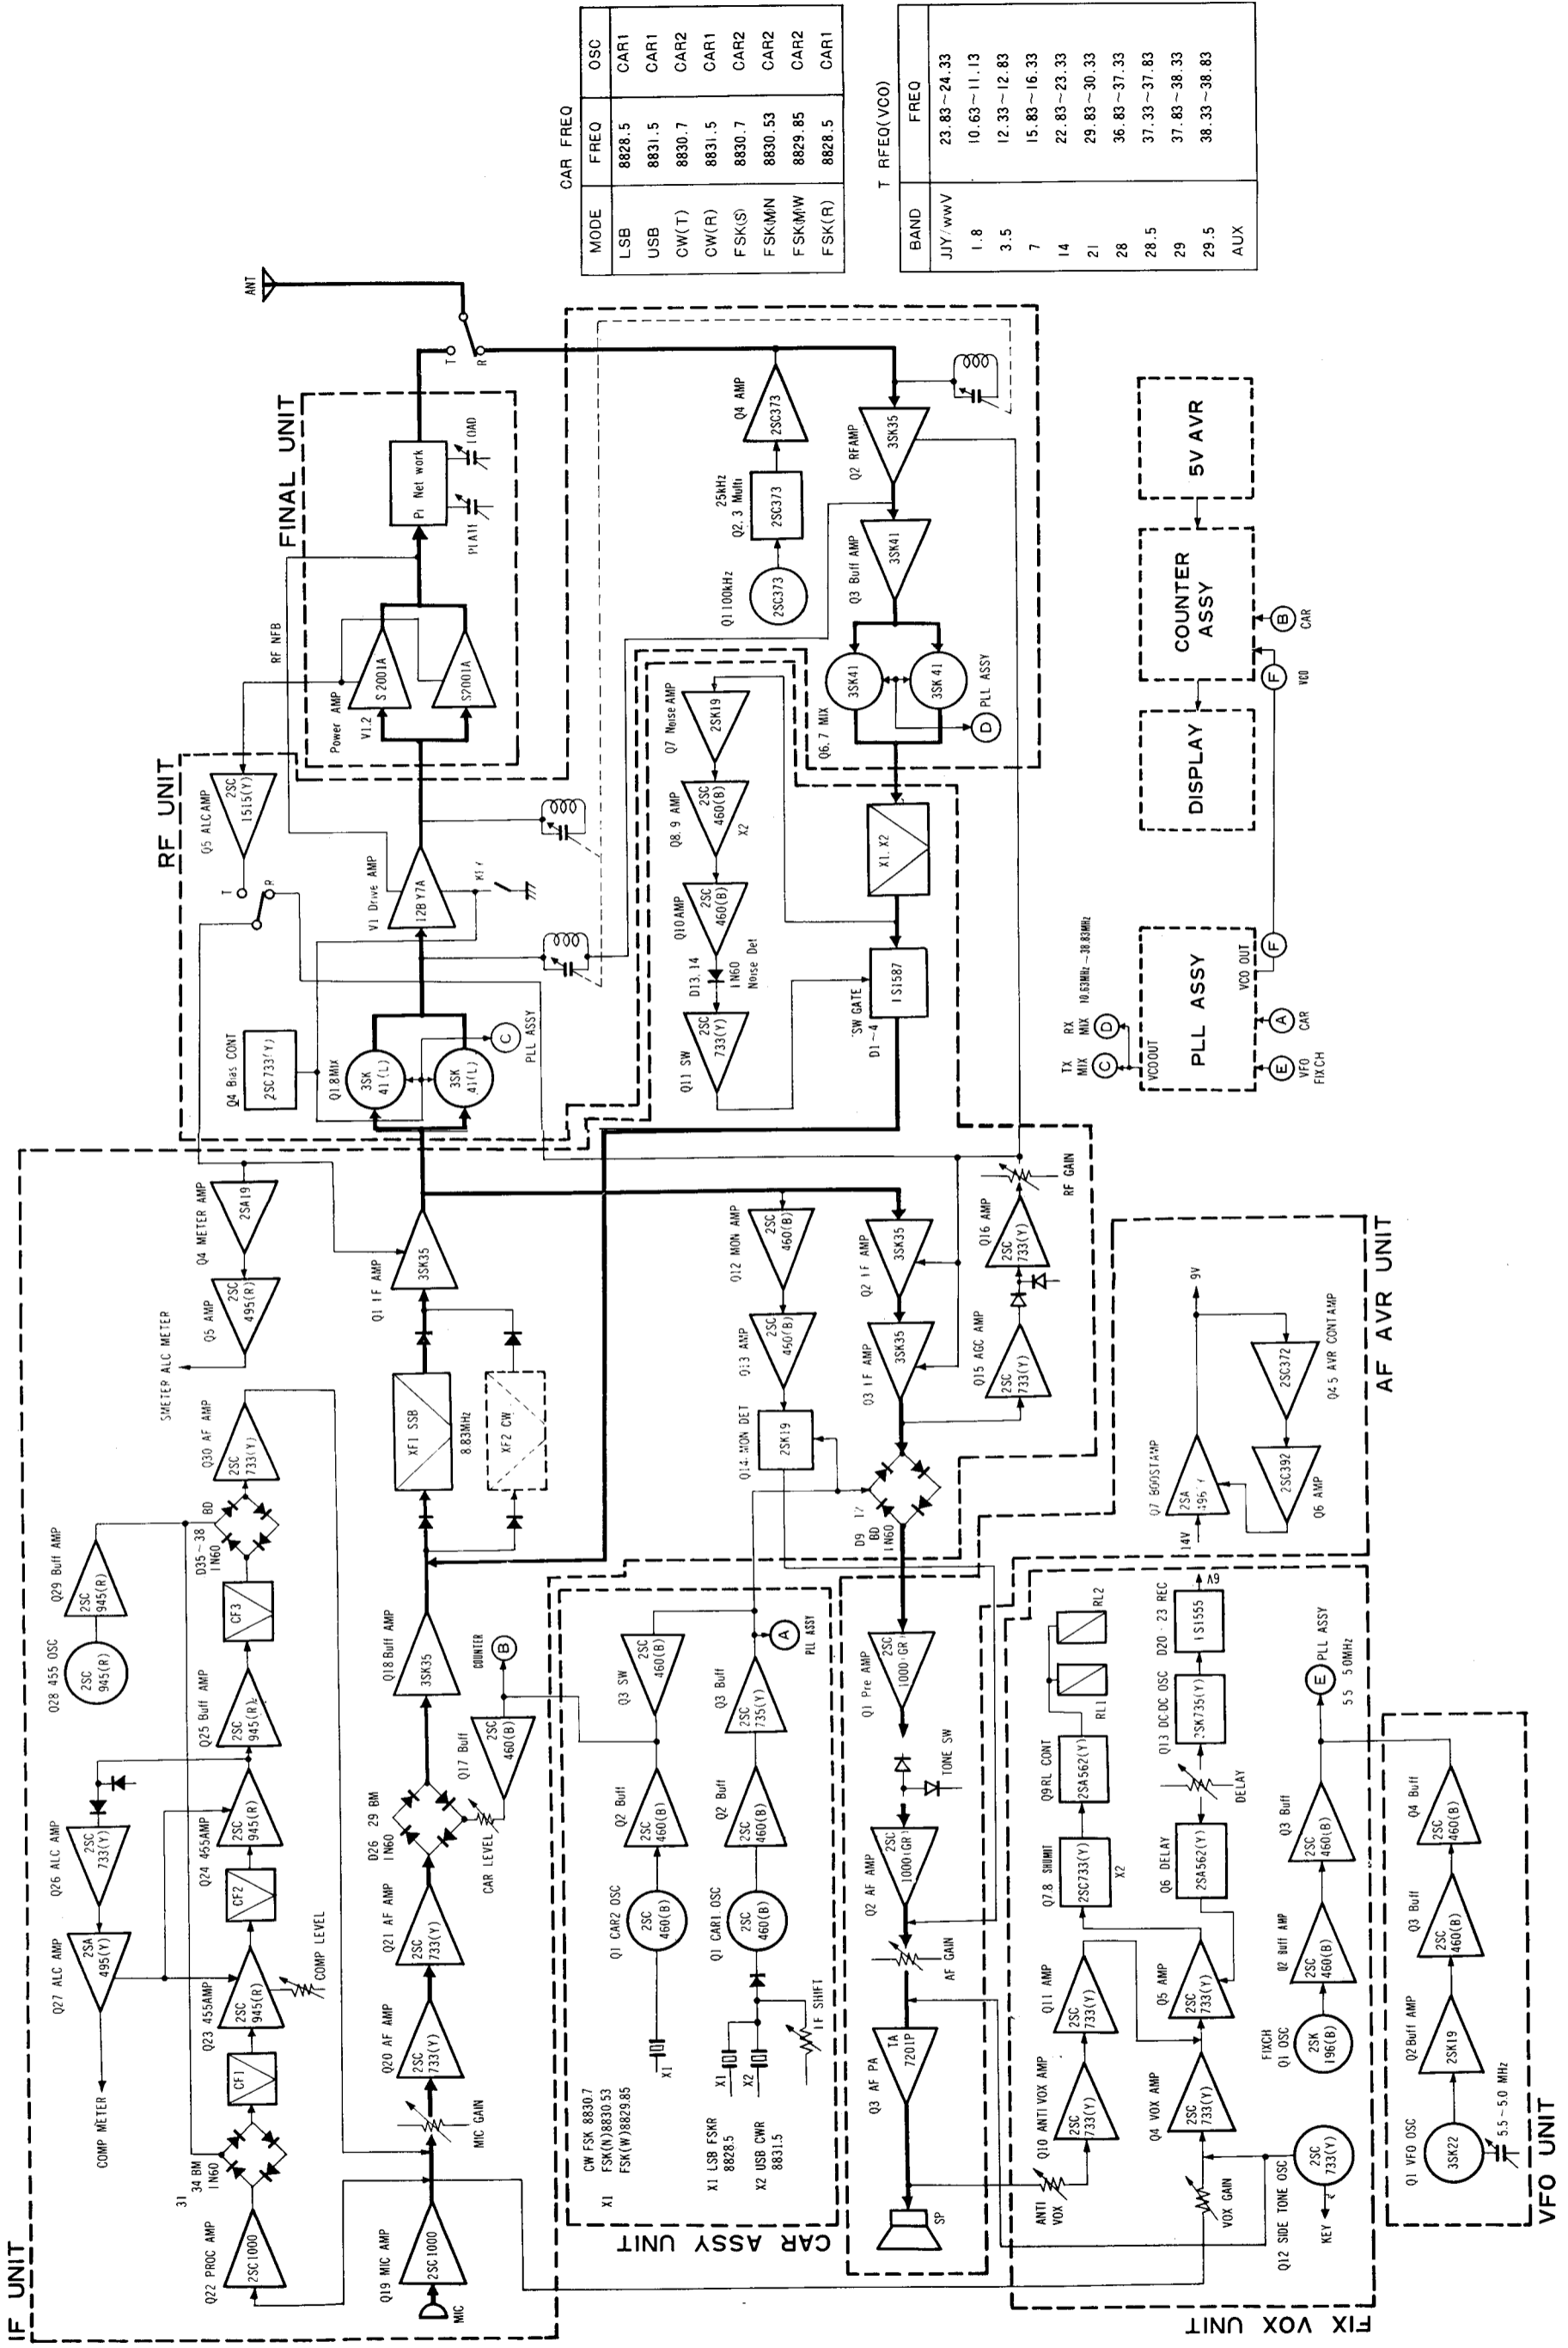 IF UNIT
Q22 PROC AMP
2SC1000
31
34 BM
1N60
CF1
Q23 455AMP
2SC
945(R)
COMP LEVEL
CF2
Q24 455AMP
2SC
945(R)
Q25 Buff AMP
2SC
945(R)
CF3
D35~38
BD
1N60
Q30 AF AMP
2SC
733(Y)
COMP METER
Q27 ALC AMP
2SA
495(Y)
Q26 ALC AMP
2SC
733(Y)
Q28 455 OSC
2SC
945(R)
Q29 Buff AMP
2SC
945(R)
SMETER ALC METER
Q5 AMP
2SC
495(R)
Q4 METER AMP
2SA19
MIC
Q19 MIC AMP
2SC1000
MIC GAIN
Q20 AF AMP
2SC
733(Y)
Q21 AF AMP
2SC
733(Y)
D26 29 BM
1N60
CAR LEVEL
Q17 Buff
2SC
460(B)
COUNTER
B
Q18 Buff AMP
3SK35
XF1 SSB
8.83MHz
XF2 CW
Q1 IF AMP
3SK35
Q12 MON AMP
2SC
460(B)
Q13 AMP
2SC
460(B)
Q14 MON DET
2SK19
Q2 IF AMP
3SK35
Q3 IF AMP
3SK35
Q15 AGC AMP
2SC
733(Y)
Q16 AMP
2SC
733(Y)
RF GAIN
D9 12
BD
1N60
RF UNIT
Q4 Bias CONT
2SC733(Y)
Q1.8MIX
3SK
41(L)
3SK
41(L)
C
PLL ASSY
Q5 ALCAMP
2SC
1515(Y)
T
R
V1 Drive AMP
12BY7A
KEY
RF NFB
FINAL UNIT
Power AMP
V1.2
S2001A
S2001A
Pi Net work
PLATE
LOAD
ANT
T
R
Q7 Noise AMP
2SK19
Q8.9 AMP
2SC
460(B)
X2
Q10AMP
2SC
460(B)
D13.14
1N60
Noise Det
Q11 SW
2SC
733(Y)
SW GATE
D1~4
1S1587
X1.X2
Q6.7 MIX
3SK41
3SK41
D
PLL ASSY
Q3 Buff AMP
3SK41
Q2 RFAMP
3SK35
Q1100kHz
2SC373
25kHz
Q2.3 Multi
2SC373
Q4 AMP
2SC373
CAR ASSY UNIT
X1
CW FSK 8830.7
FSK(N)8830.53
FSK(W)8829.85
X1 LSB FSKR
8828.5
X2 USB CWR
8831.5
X1
X1
X2
IF SHIFT
Q1 CAR2 OSC
2SC
460(B)
Q2 Buff
2SC
460(B)
Q3 SW
2SC
460(B)
Q1 CAR1 OSC
2SC
460(B)
Q2 Buff
2SC
460(B)
Q3 Buff
2SC
735(Y)
A
PLL ASSY
SP
Q3 AF PA
TA
7201P
AF GAIN
Q2 AF AMP
2SC
1000(GR)
TONE SW
Q1 Pre AMP
2SC
1000(GR)
AF AVR UNIT
14V
Q7 BOOSTAMP
2SA
9V
2SC372
Q4.5 AVR CONTAMP
2SC392
Q6 AMP
FIX VOX UNIT
ANTI
VOX
Q10 ANTI VOX AMP
2SC
733(Y)
Q11 AMP
2SC
733(Y)
VOX GAIN
Q4 VOX AMP
2SC
733(Y)
Q5 AMP
2SC
733(Y)
Q12 SIDE TONE OSC
2SC
733(Y)
KEY
Q7.8 SHUMIT
2SC733(Y)
X2
Q9RL CONT
2SA562(Y)
RL1
RL2
Q6 DELAY
2SA562(Y)
DELAY
Q13 DC-DC OSC
2SK735(Y)
D20 - 23 REC
1S1555
FIXCH
Q1 OSC
2SK
196(B)
Q2 Buff AMP
2SC
460(B)
Q3 Buff
2SC
460(B)
E
PLL ASSY
5.5 5.0MHz
VFO UNIT
Q1 VFO OSC
3SK22
5.5~5.0 MHz
Q2Buff AMP
2SK19
Q3 Buff
2SC
460(B)
Q4 Buff
2SC
460(B)
PLL ASSY
VCOOUT
VCO OUT
TX
MIX
C
RX
MIX
D
10.63MHz~38.83MHz
E
VFO
FIXCH
A
CAR
F
F
VCO
B
CAR
DISPLAY
COUNTER
ASSY
5V AVR
CAR FREQ
MODE FREQ OSC
LSB 8828.5 CAR1
USB 8831.5 CAR1
CW(T) 8830.7 CAR2
CW(R) 8831.5 CAR1
FSK(S) 8830.7 CAR2
FSK(M)N 8830.53 CAR2
FSK(M)W 8829.85 CAR2
FSK(R) 8828.5 CAR1
T RFEQ(VCO)
BAND FREQ
JJY/wwV 23.83~24.33
1.8 10.63~11.13
3.5 12.33~12.83
7 15.83~16.33
14 22.83~23.33
21 29.83~30.33
28 36.83~37.33
28.5 37.33~37.83
29 37.83~38.33
29.5 38.33~38.83
AUX